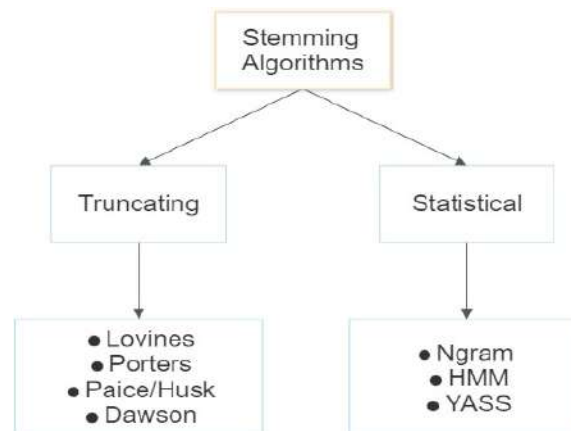 Stemming
Algorithms
Truncating
Statistical
● Lovines
● Porters
● Paice/Husk
● Dawson
● Ngram
● HMM
● YASS